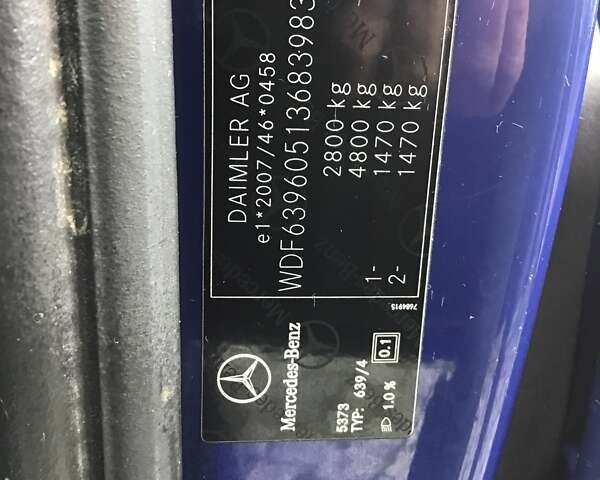 DAIMLER AG
e1*2007/46*0458
WDF63960513683983
2800 kg
4800 kg
1- 1470 kg
2- 1470 kg
7684915
Mercedes-Benz
5373
TYP: 639/4
1.0 %
0.1